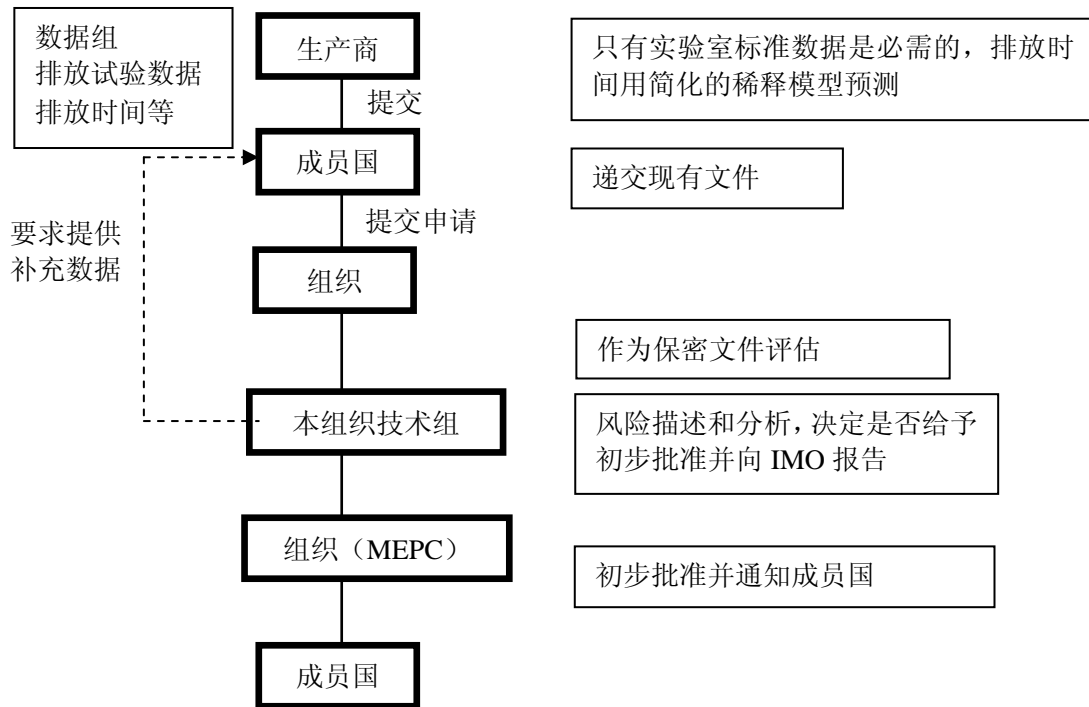 数据组
排放试验数据
排放时间等
生产商
只有实验室标准数据是必需的，排放时
间用简化的稀释模型预测
提交
成员国
递交现有文件
提交申请
要求提供
补充数据
组织
作为保密文件评估
本组织技术组
风险描述和分析，决定是否给予
初步批准并向 IMO 报告
组织（MEPC）
初步批准并通知成员国
成员国